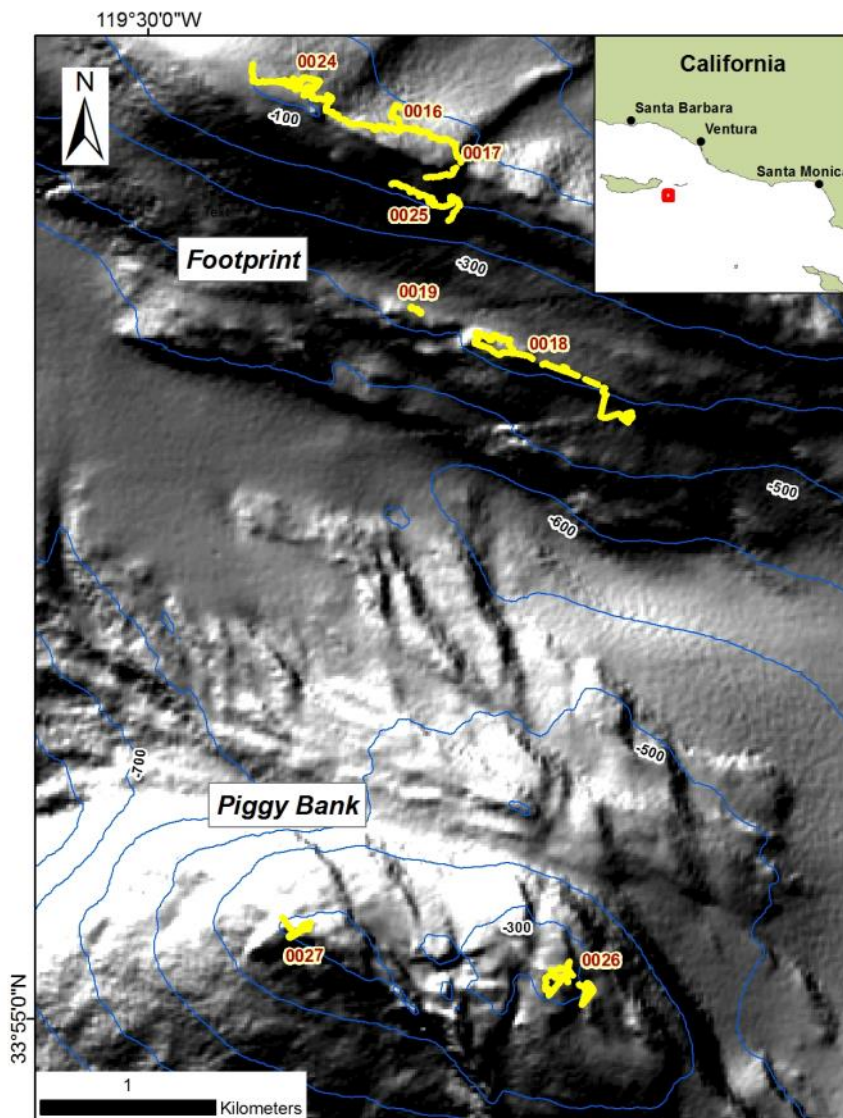 119°30'0"W
N
0024
-100
0016
0017
0025
California
Santa Barbara
Ventura
Santa Monica
Footprint
-300
0019
0018
-500
-600
-700
-500
Piggy Bank
-300
0027
0026
33°55'0"N
1
Kilometers